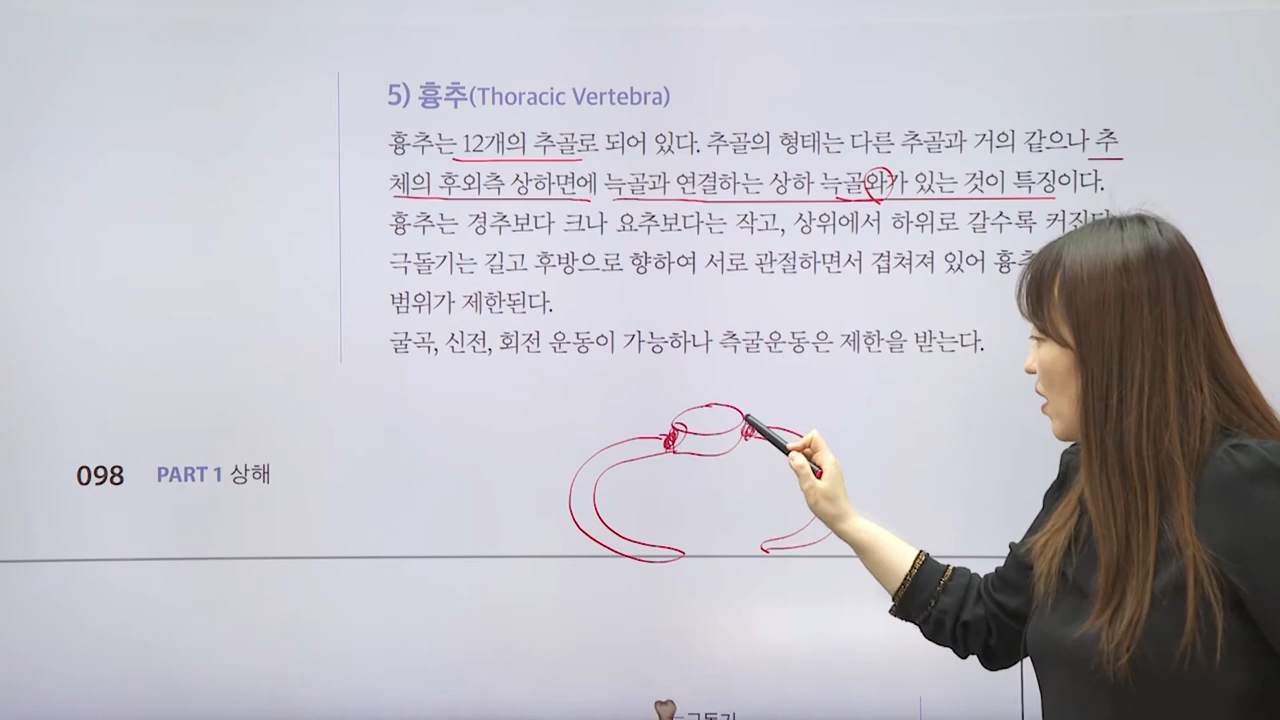 5) 흉추(Thoracic Vertebra)
흉추는 12개의 추골로 되어 있다. 추골의 형태는 다른 추골과 거의 같으나 추
체의 후외측 상하면에 늑골과 연결하는 상하 늑골와가 있는 것이 특징이다.
흉추는 경추보다 크나 요추보다는 작고, 상위에서 하위로 갈수록 커진다
극돌기는 길고 후방으로 향하여 서로 관절하면서 겹쳐져 있어 흉추
범위가 제한된다.
굴곡, 신전, 회전 운동이 가능하나 측굴운동은 제한을 받는다.
098 PART 1 상해